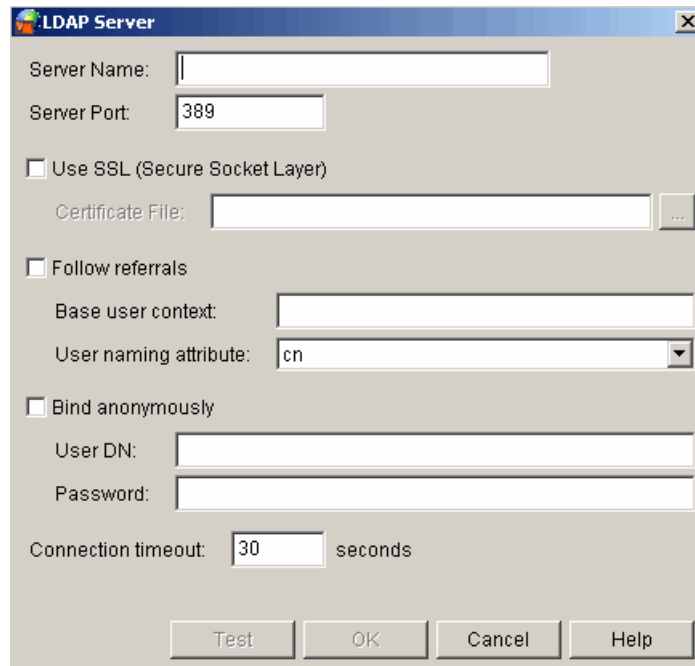 LDAP Server
Server Name:
Server Port: 389
Use SSL (Secure Socket Layer)
Certificate File: ...
Follow referrals
Base user context:
User naming attribute: cn
Bind anonymously
User DN:
Password:
Connection timeout: 30 seconds
Test OK Cancel Help